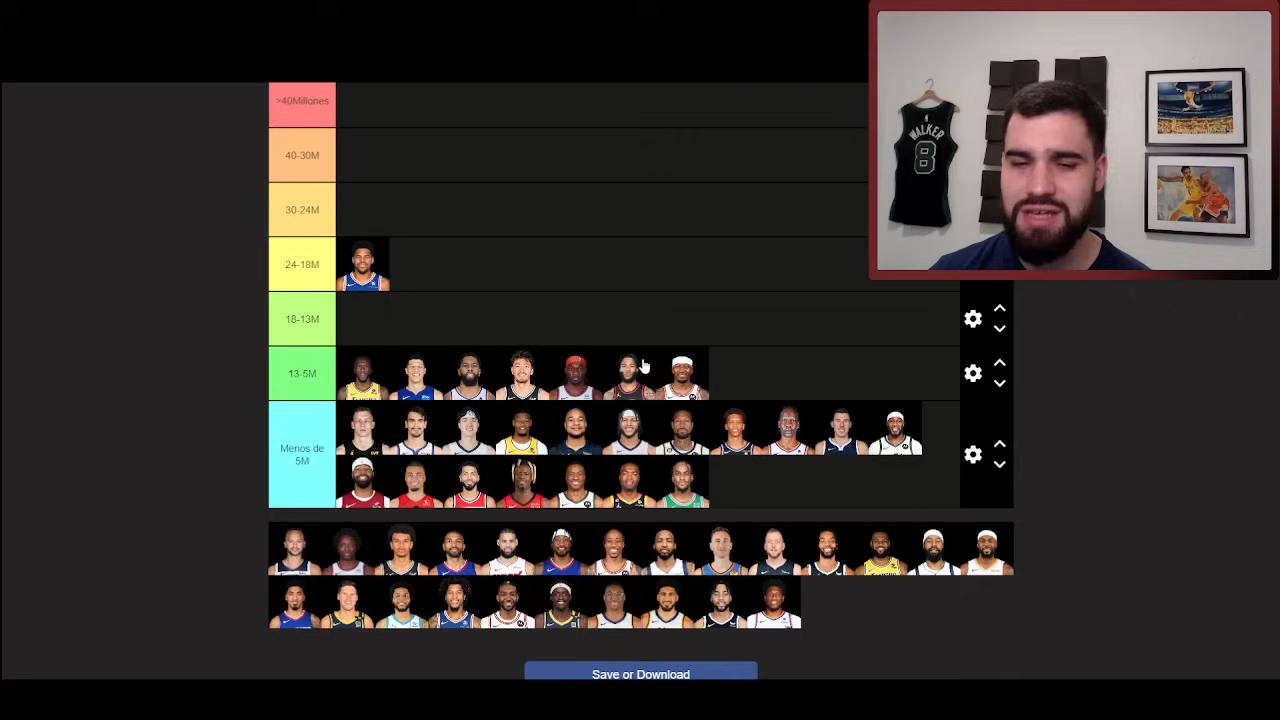 >40Millones
40-30M
30-24M
24-18M
18-13M
13-5M
Menos de
5M
WALKER
8
Save or Download